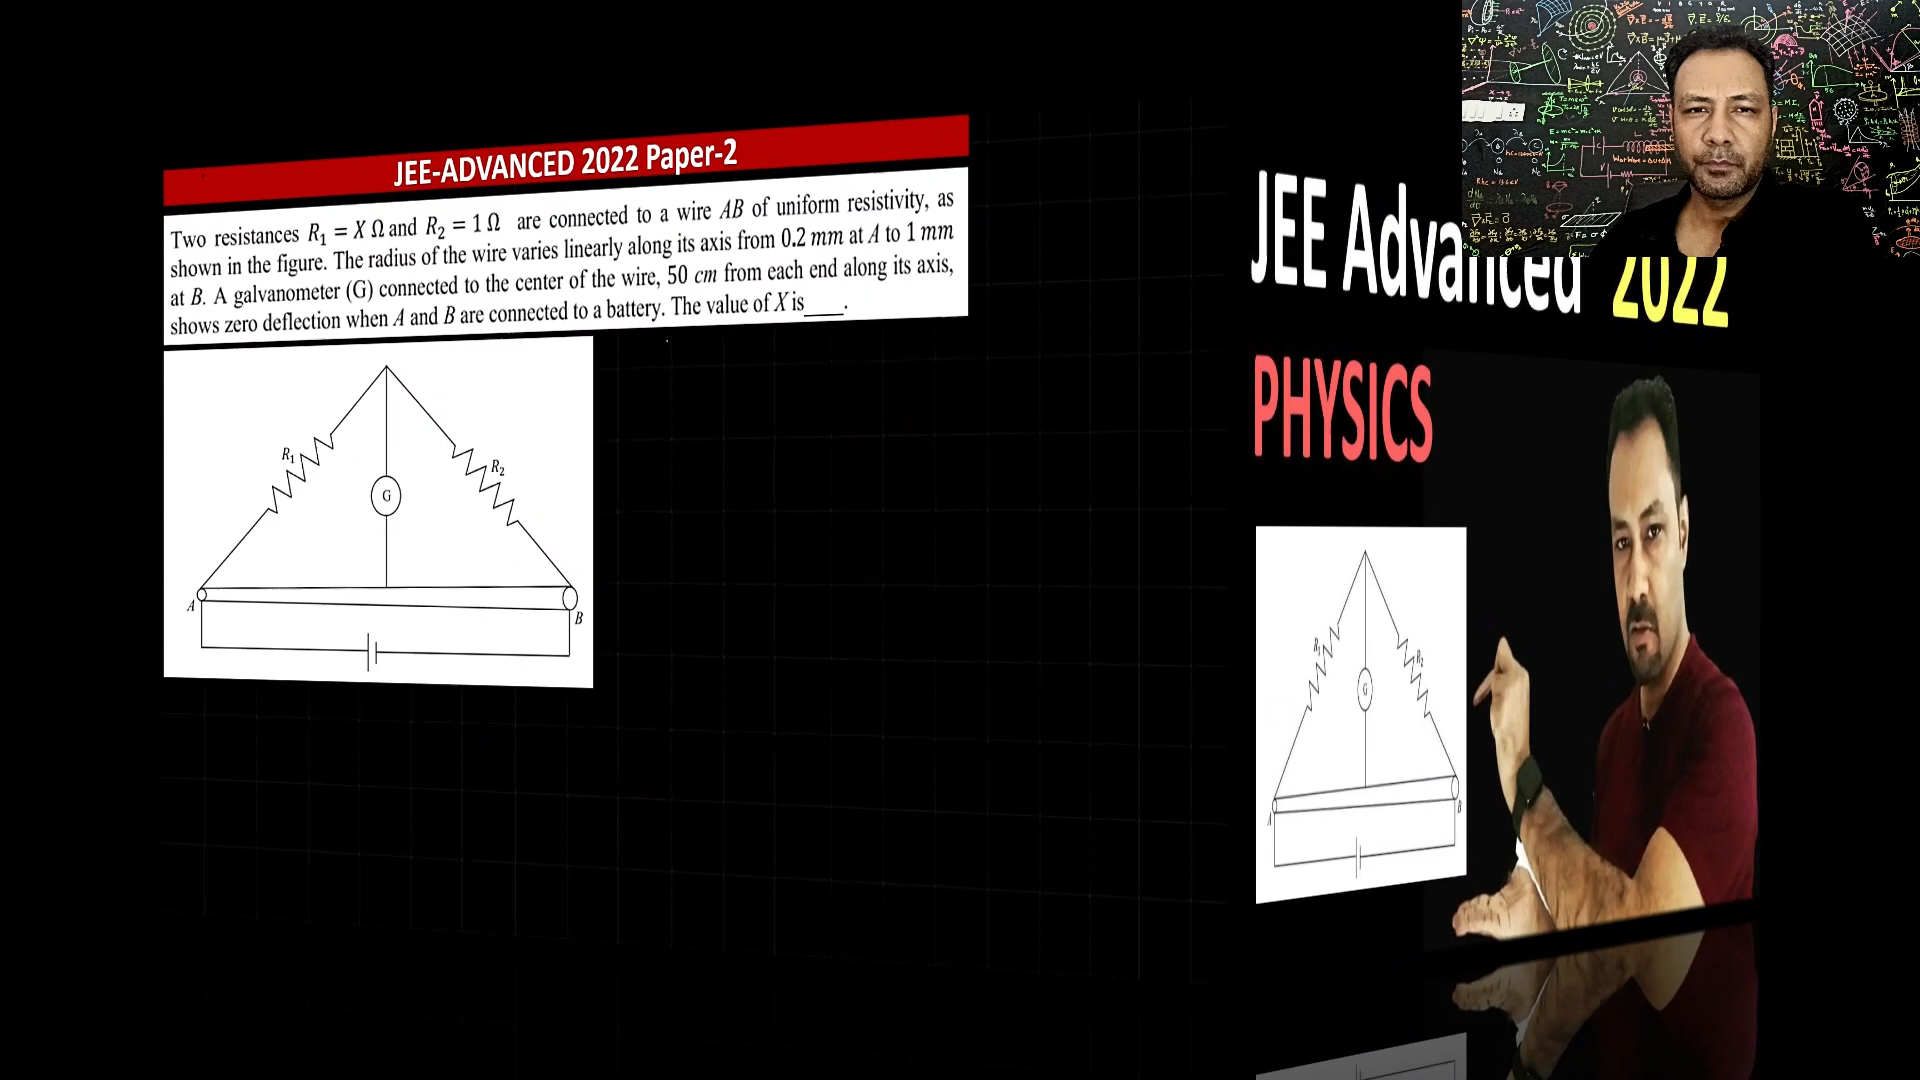 JEE-ADVANCED 2022 Paper-2
Two resistances R₁ = X Ω and R₂ = 1 Ω are connected to a wire AB of uniform resistivity, as
shown in the figure. The radius of the wire varies linearly along its axis from 0.2 mm at A to 1 mm
at B. A galvanometer (G) connected to the center of the wire, 50 cm from each end along its axis,
shows zero deflection when A and B are connected to a battery. The value of X is____.
R₁
R₂
G
A
B
JEE Advanced 2022
PHYSICS
R₁
R₂
G
A
B